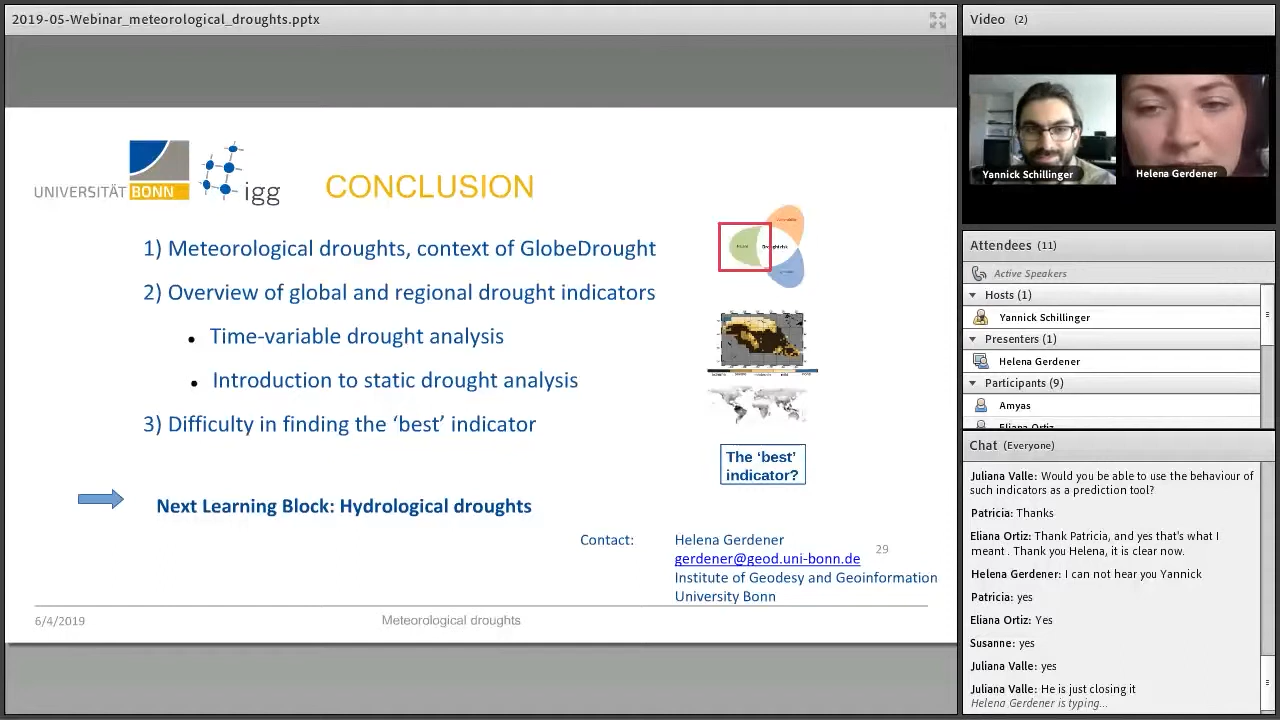 2019-05-Webinar_meteorological_droughts.pptx
UNIVERSITÄT BONN
igg
CONCLUSION
1) Meteorological droughts, context of GlobeDrought
2) Overview of global and regional drought indicators
• Time-variable drought analysis
• Introduction to static drought analysis
3) Difficulty in finding the ‘best’ indicator
The ‘best’
indicator?
Next Learning Block: Hydrological droughts
Contact: Helena Gerdener
gerdener@geod.uni-bonn.de
29
Institute of Geodesy and Geoinformation
University Bonn
6/4/2019
Meteorological droughts
Video (2)
Yannick Schillinger
Helena Gerdener
Attendees (11)
Active Speakers
Hosts (1)
Yannick Schillinger
Presenters (1)
Helena Gerdener
Participants (9)
Amyas
Eliana Ortiz
Chat (Everyone)
Juliana Valle: Would you be able to use the behaviour of
such indicators as a prediction tool?
Patricia: Thanks
Eliana Ortiz: Thank Patricia, and yes that's what I
meant . Thank you Helena, it is clear now.
Helena Gerdener: I can not hear you Yannick
Patricia: yes
Eliana Ortiz: Yes
Susanne: yes
Juliana Valle: yes
Juliana Valle: He is just closing it
Helena Gerdener is typing...